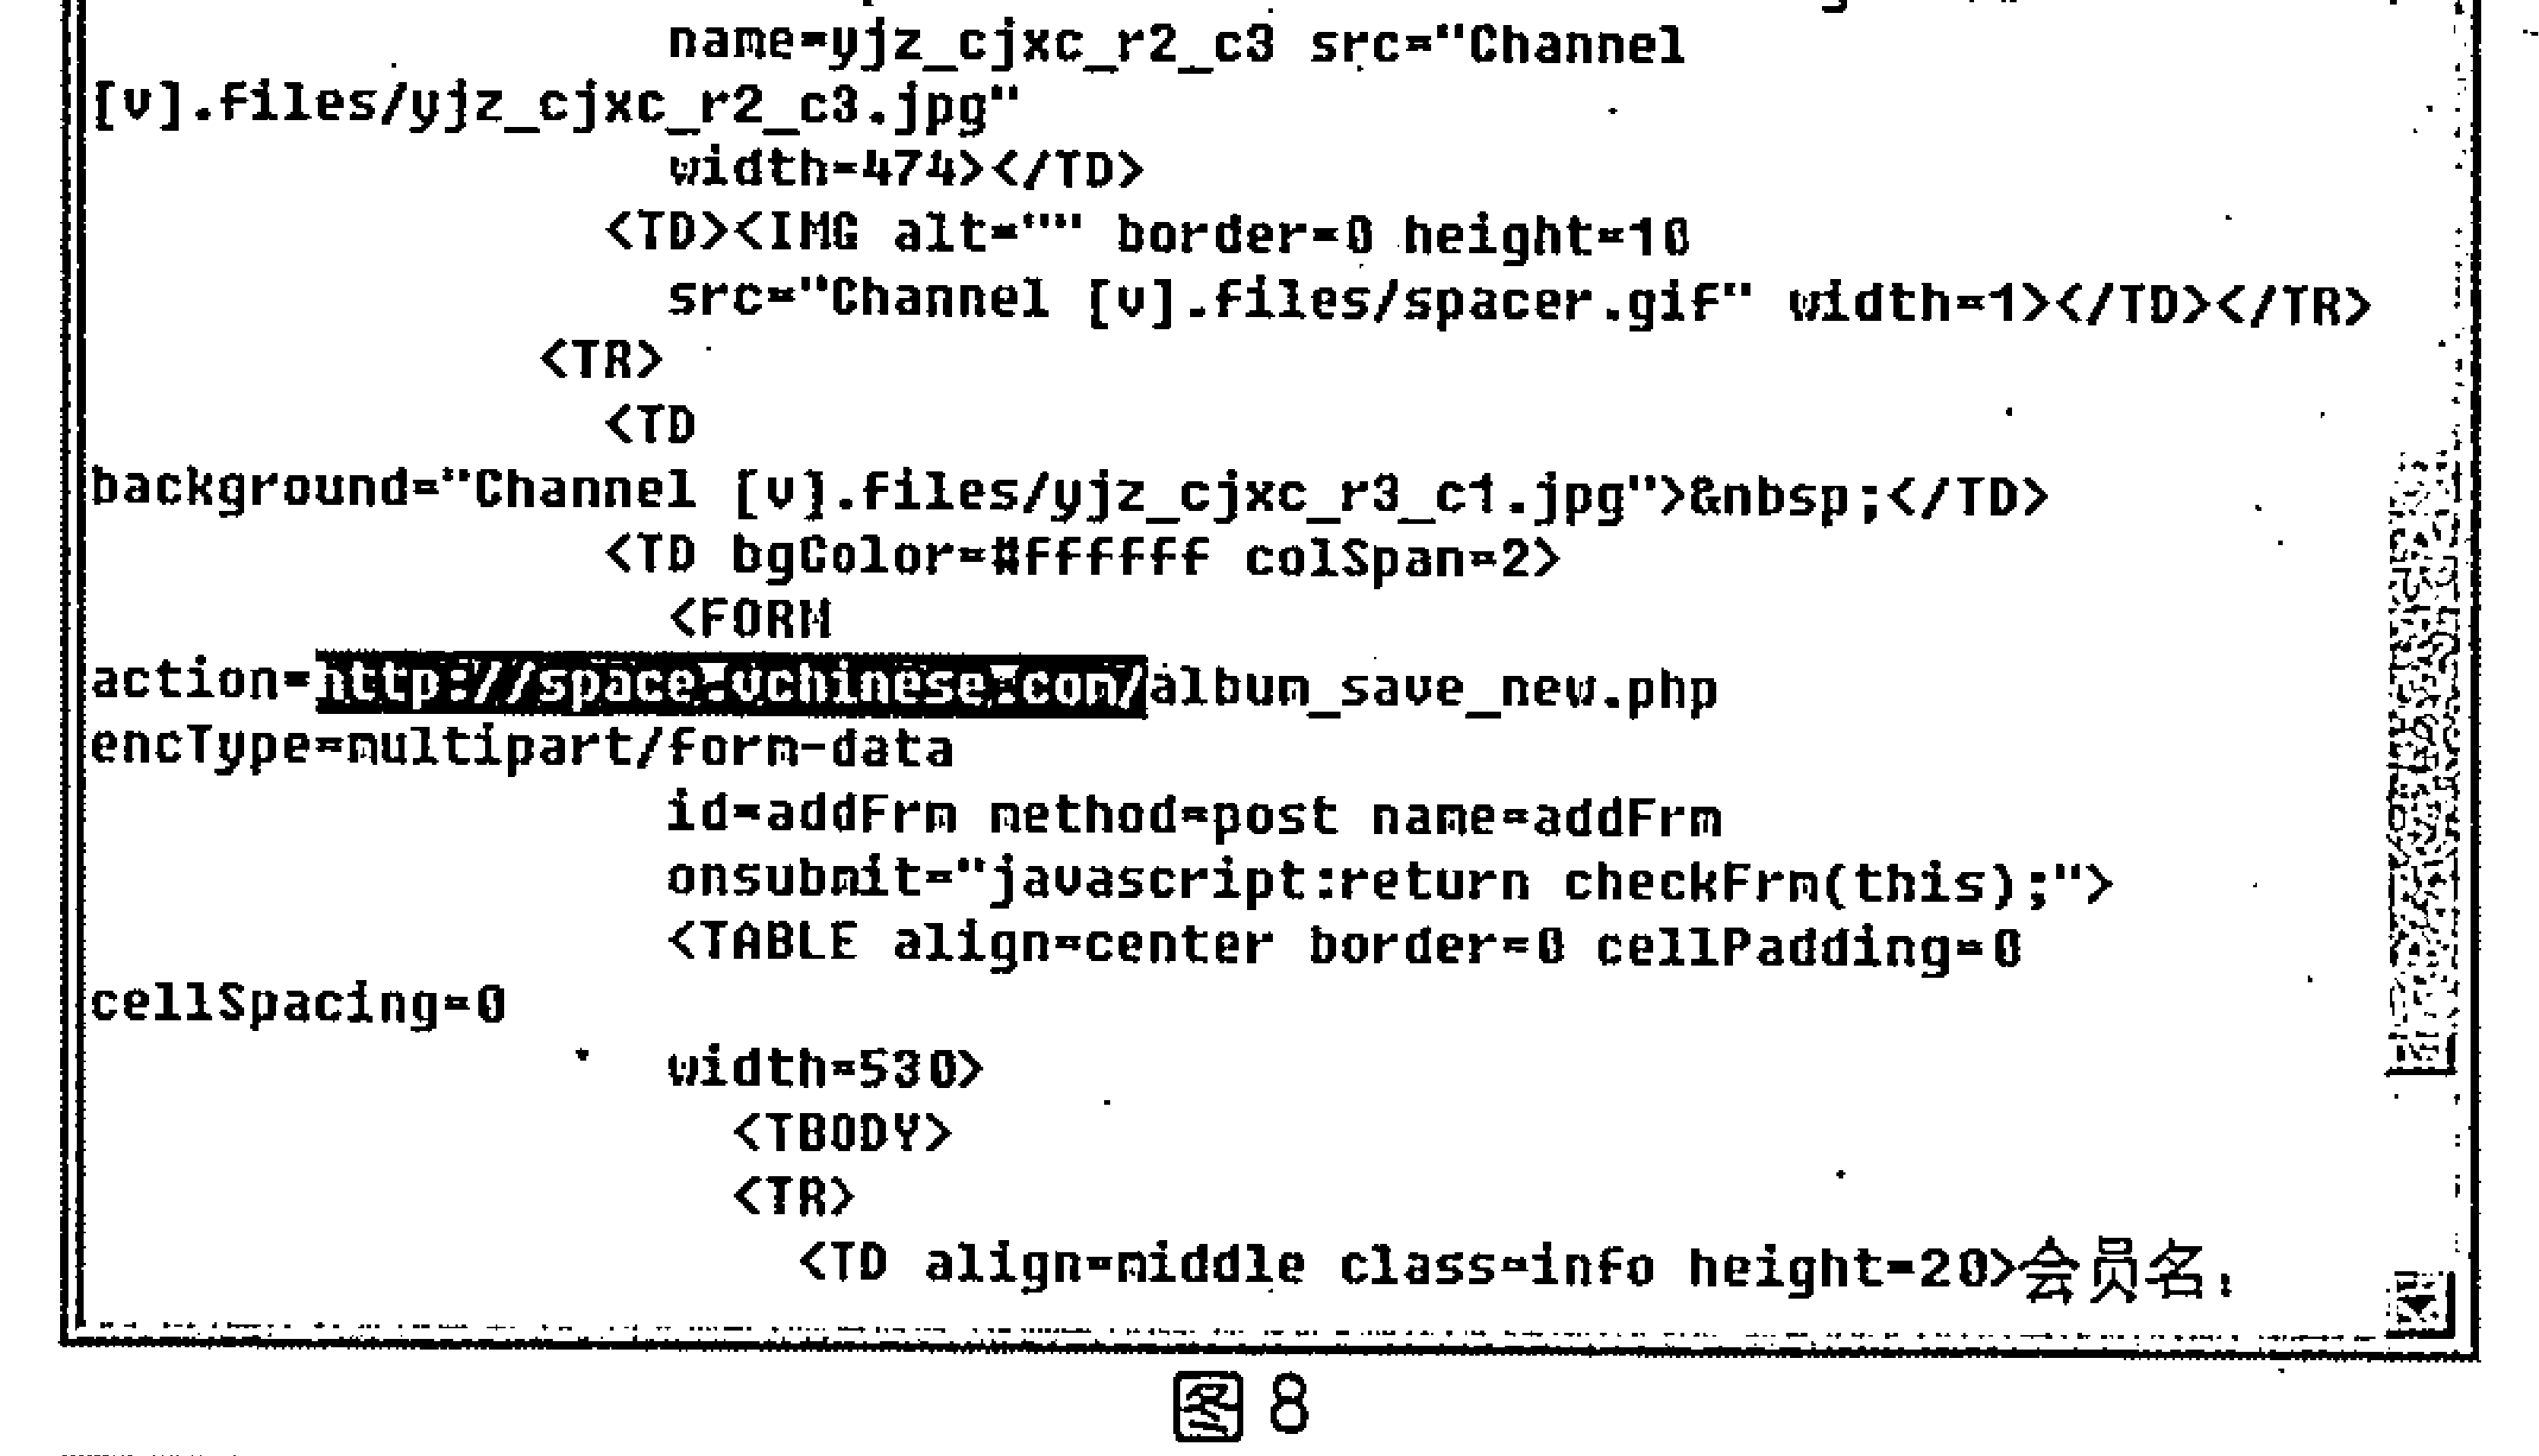 name=yjz_cjxc_r2_c3 src="Channel
[v].files/yjz_cjxc_r2_c3.jpg"
width=474></TD>
<TD><IMG alt="" border=0 height=10
src="Channel [v].files/spacer.gif" width=1></TD></TR>
<TR>
<TD
background="Channel [v].files/yjz_cjxc_r3_c1.jpg">&nbsp;</TD>
<TD bgColor=#ffffff colSpan=2>
<FORM
action=http://space.vchinese.com/album_save_new.php
encType=multipart/form-data
id=addFrm method=post name=addFrm
onsubmit="javascript:return checkFrm(this);">
<TABLE align=center border=0 cellPadding=0
cellSpacing=0
width=530>
<TBODY>
<TR>
<TD align=middle class=info height=20>会员名：
图 8